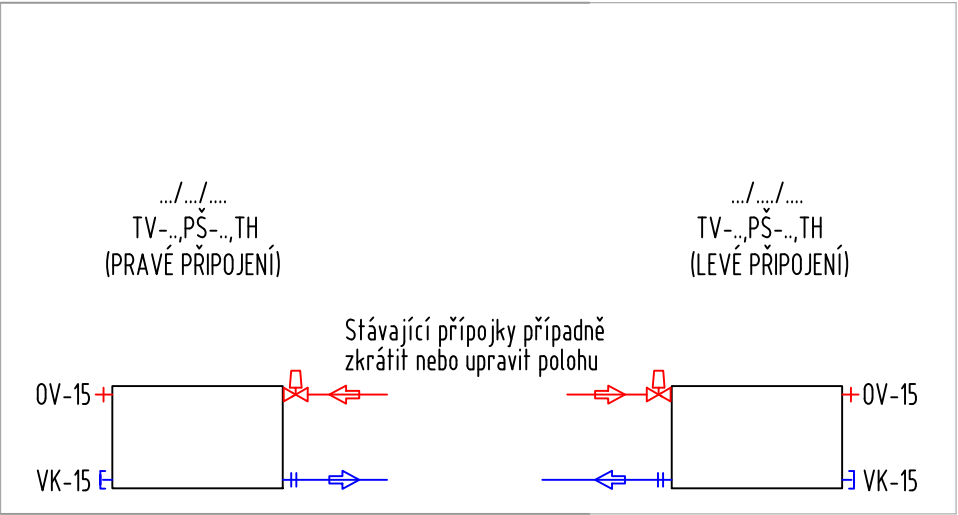 .../.../....
TV-..,PŠ-..,TH
(PRAVÉ PŘIPOJENÍ)
.../..../....
TV-..,PŠ-..,TH
(LEVÉ PŘIPOJENÍ)
Stávající přípojky případně
zkrátit nebo upravit polohu
OV-15
OV-15
VK-15
VK-15